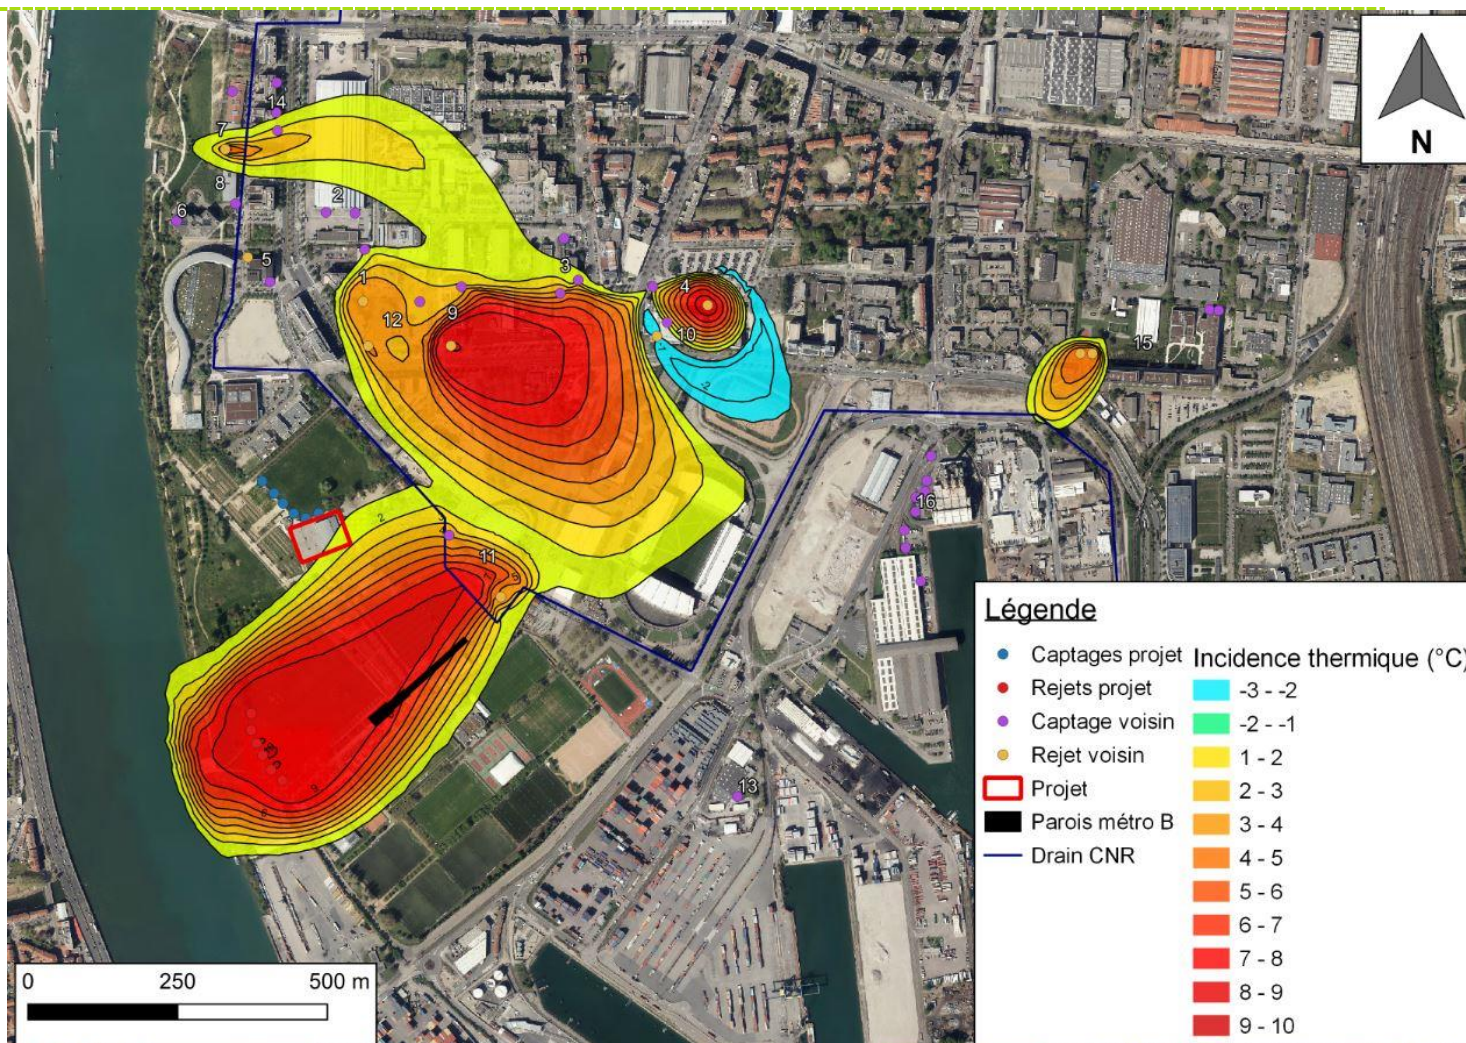 N
14
7
8
6
2
5
3
1
4
12
9
10
-2
15
16
2
11
13
0 250 500 m
Légende
Captages projet
Rejets projet
Captage voisin
Rejet voisin
Projet
Parois métro B
Drain CNR
Incidence thermique (°C)
-3 - -2
-2 - -1
1 - 2
2 - 3
3 - 4
4 - 5
5 - 6
6 - 7
7 - 8
8 - 9
9 - 10